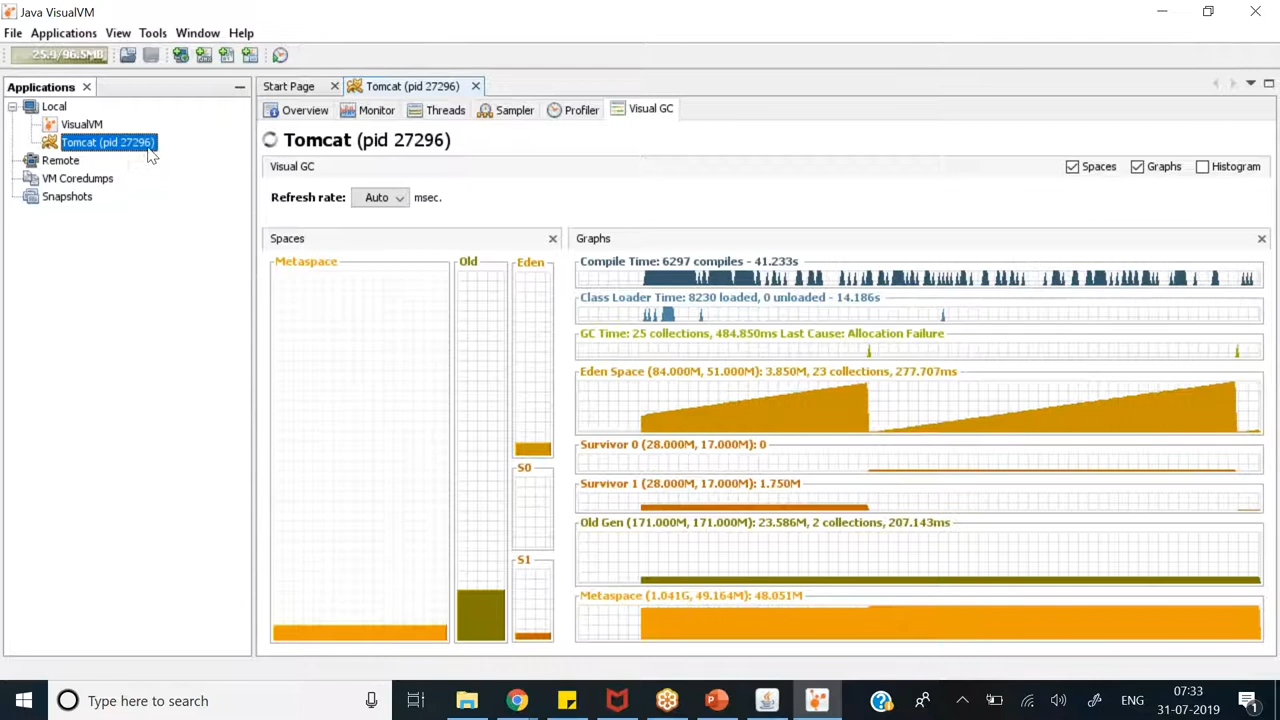 Java VisualVM
File Applications View Tools Window Help
25.4/96.5MB
Applications
Start Page
Tomcat (pid 27296)
Local
VisualVM
Tomcat (pid 27296)
Remote
VM Coredumps
Snapshots
Overview Monitor Threads Sampler Profiler Visual GC
Tomcat (pid 27296)
Visual GC
Spaces Graphs Histogram
Refresh rate: Auto msec.
Spaces
Graphs
Metaspace
Old
Eden
S0
S1
Compile Time: 6297 compiles - 41.233s
Class Loader Time: 8230 loaded, 0 unloaded - 14.186s
GC Time: 25 collections, 484.850ms Last Cause: Allocation Failure
Eden Space (84.000M, 51.000M): 3.850M, 23 collections, 277.707ms
Survivor 0 (28.000M, 17.000M): 0
Survivor 1 (28.000M, 17.000M): 1.750M
Old Gen (171.000M, 171.000M): 23.586M, 2 collections, 207.143ms
Metaspace (1.041G, 49.164M): 48.051M
Type here to search
ENG
07:33
31-07-2019
1